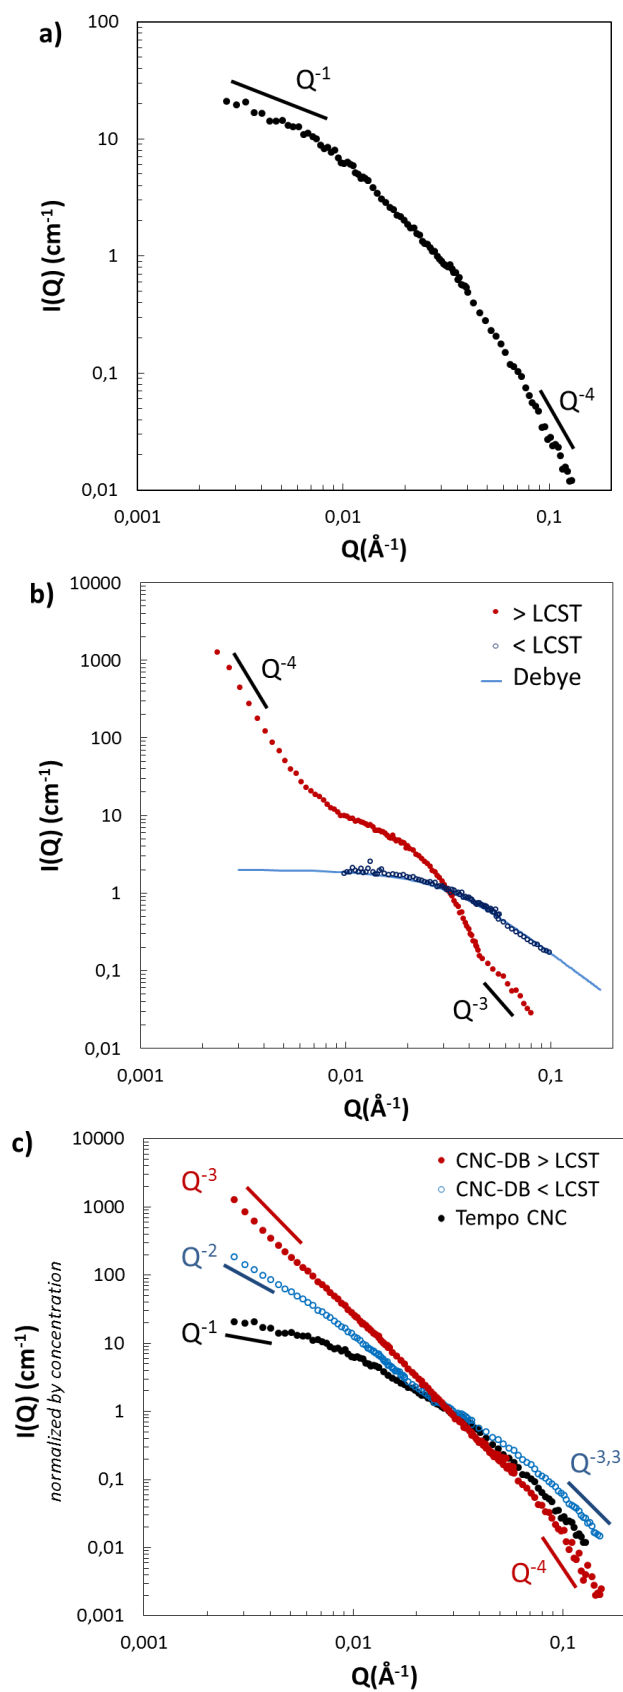 a)
100
10
1
0,1
0,01
I(Q) (cm⁻¹)
Q⁻¹
Q⁻⁴
0,001
0,01
0,1
Q(Å⁻¹)
b)
10000
1000
100
10
1
0,1
0,01
I(Q) (cm⁻¹)
> LCST
< LCST
Debye
Q⁻⁴
Q⁻³
0,001
0,01
0,1
Q(Å⁻¹)
c)
10000
1000
100
10
1
0,1
0,01
0,001
I(Q) (cm⁻¹)
normalized by concentration
CNC-DB > LCST
CNC-DB < LCST
Tempo CNC
Q⁻³
Q⁻²
Q⁻¹
Q⁻³,³
Q⁻⁴
0,001
0,01
0,1
Q(Å⁻¹)